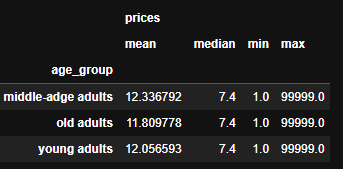 prices
mean median min max
age_group
middle-adge adults 12.336792 7.4 1.0 99999.0
old adults 11.809778 7.4 1.0 99999.0
young adults 12.056593 7.4 1.0 99999.0